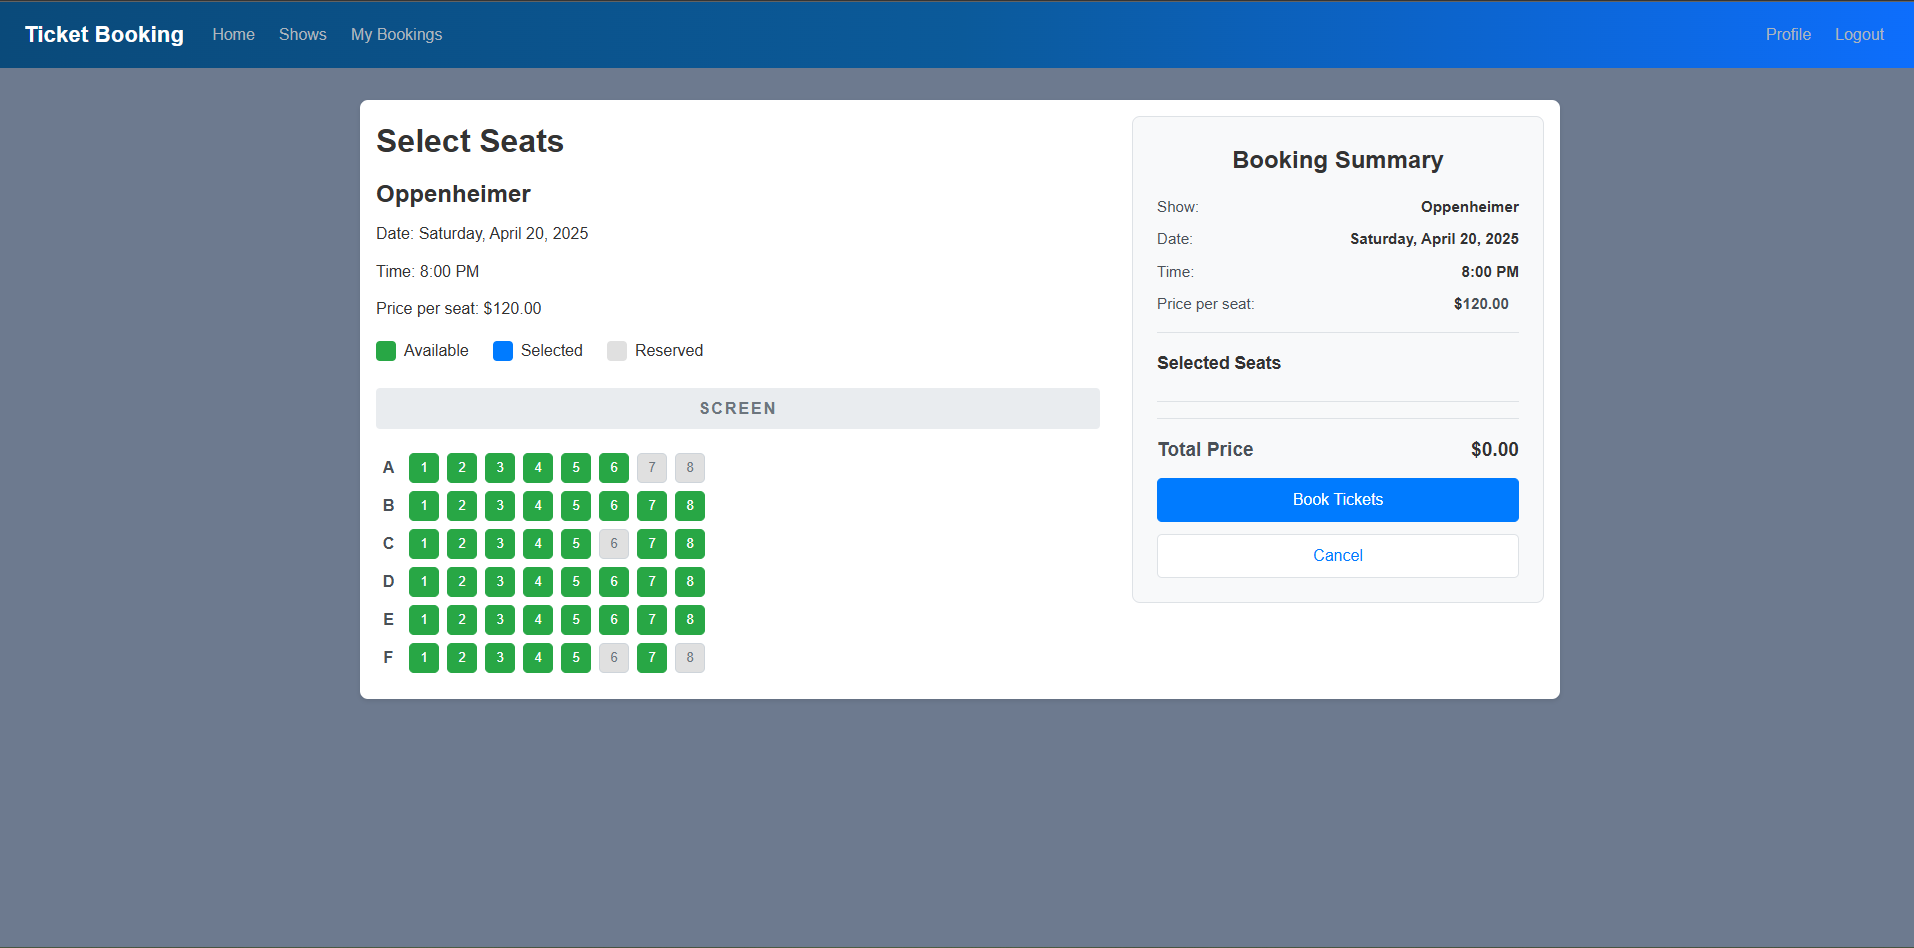 Ticket Booking Home Shows My Bookings Profile Logout
Select Seats
Oppenheimer
Date: Saturday, April 20, 2025
Time: 8:00 PM
Price per seat: $120.00
Available Selected Reserved
SCREEN
A 1 2 3 4 5 6 7 8
B 1 2 3 4 5 6 7 8
C 1 2 3 4 5 6 7 8
D 1 2 3 4 5 6 7 8
E 1 2 3 4 5 6 7 8
F 1 2 3 4 5 6 7 8
Booking Summary
Show: Oppenheimer
Date: Saturday, April 20, 2025
Time: 8:00 PM
Price per seat: $120.00
Selected Seats
Total Price $0.00
Book Tickets
Cancel